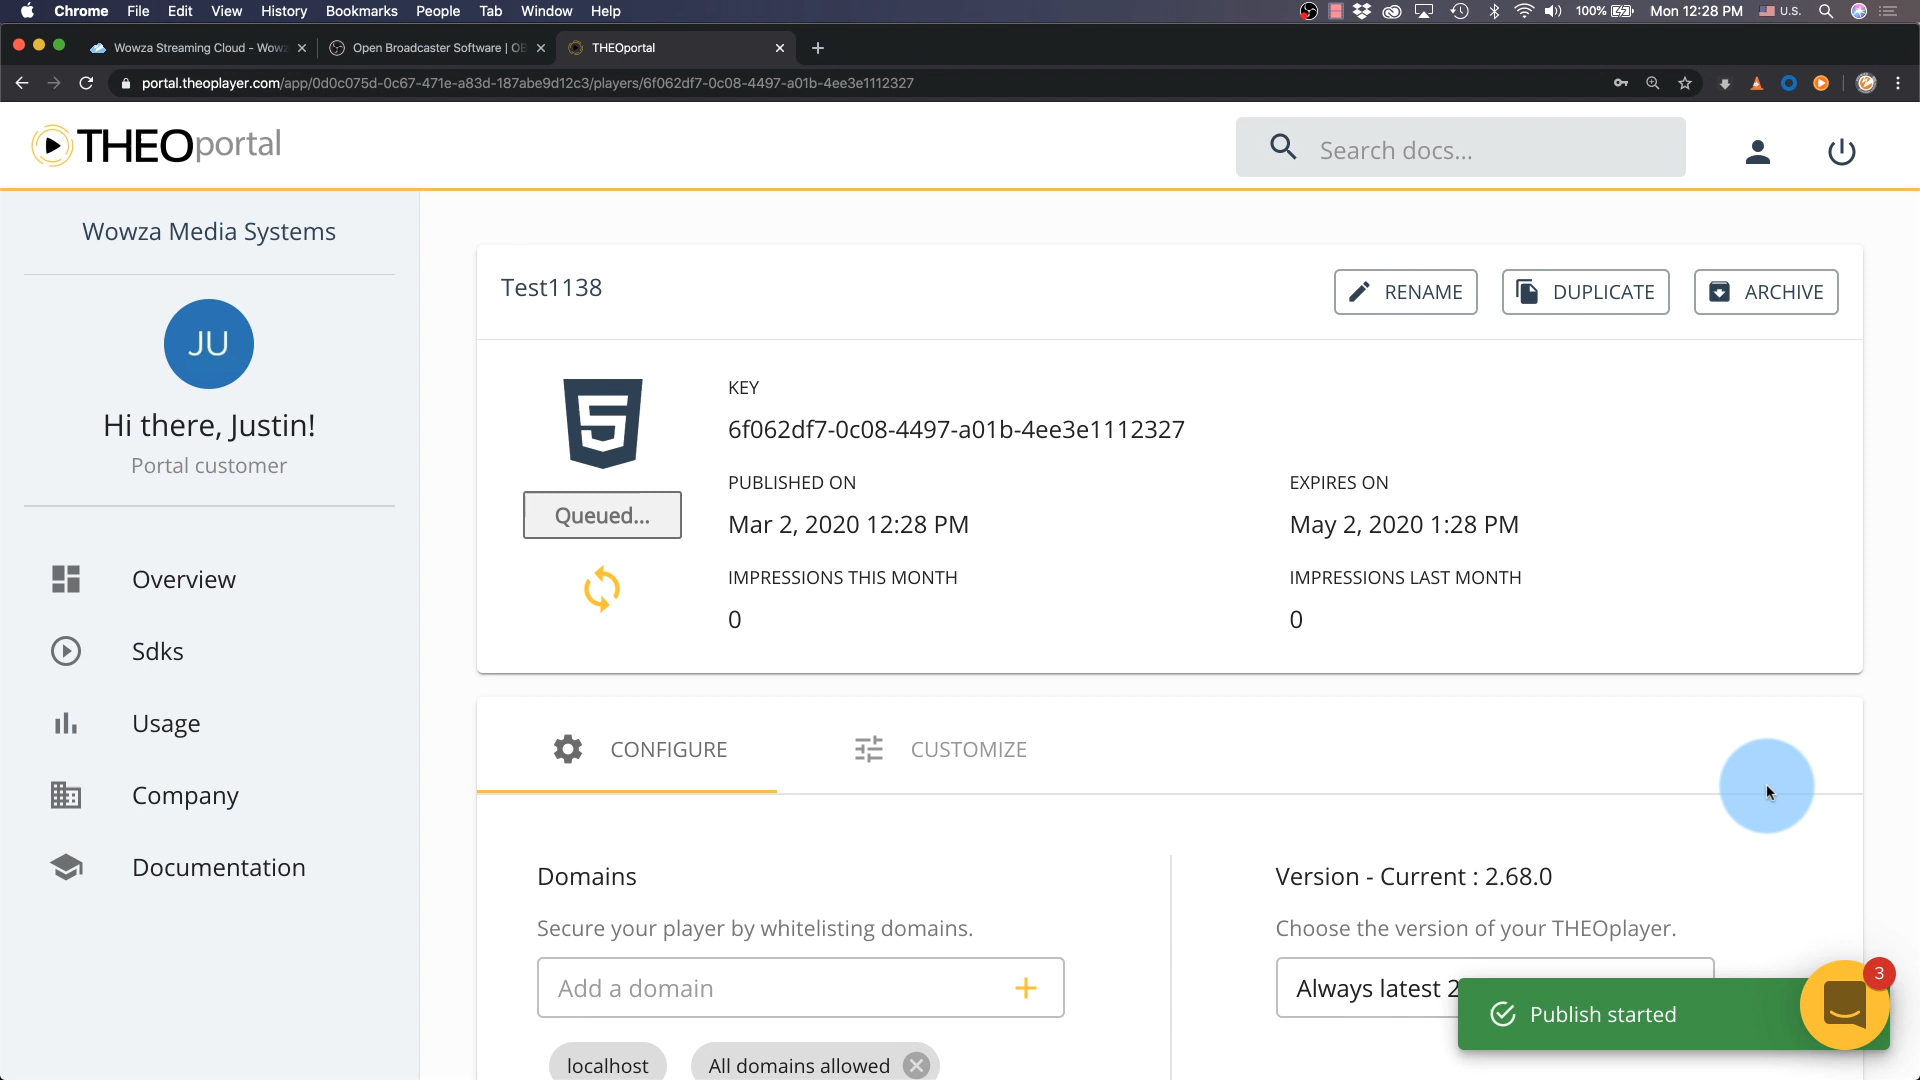 Chrome File Edit View History Bookmarks People Tab Window Help 100% Mon 12:28 PM U.S.
Wowza Streaming Cloud - Wowz Open Broadcaster Software | OB THEOportal
portal.theoplayer.com/app/0d0c075d-0c67-471e-a83d-187abe9d12c3/players/6f062df7-0c08-4497-a01b-4ee3e1112327
THEOportal
Search docs...
Wowza Media Systems
JU
Hi there, Justin!
Portal customer
Overview
Sdks
Usage
Company
Documentation
Test1138
RENAME
DUPLICATE
ARCHIVE
5
Queued...
KEY
6f062df7-0c08-4497-a01b-4ee3e1112327
PUBLISHED ON
Mar 2, 2020 12:28 PM
EXPIRES ON
May 2, 2020 1:28 PM
IMPRESSIONS THIS MONTH
0
IMPRESSIONS LAST MONTH
0
CONFIGURE
CUSTOMIZE
Domains
Secure your player by whitelisting domains.
Add a domain
localhost
All domains allowed
Version - Current : 2.68.0
Choose the version of your THEOplayer.
Always latest 2
Publish started
3